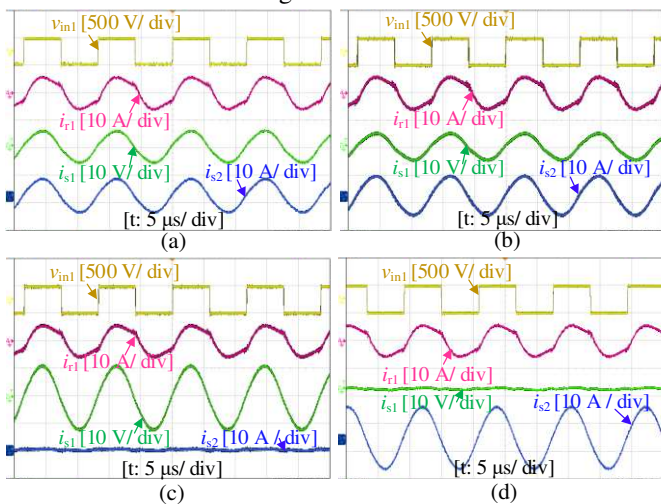 v_in1 [500 V/ div]
i_r1 [10 A/ div]
i_s1 [10 V/ div]
i_s2 [10 A/ div]
[t: 5 μs/ div]
(a)
v_in1 [500 V/ div]
i_r1 [10 A/ div]
i_s1 [10 V/ div]
i_s2 [10 A/ div]
[t: 5 μs/ div]
(b)
v_in1 [500 V/ div]
i_r1 [10 A/ div]
i_s1 [10 V/ div]
i_s2 [10 A/ div]
[t: 5 μs/ div]
(c)
v_in1 [500 V/ div]
i_r1 [10 A/ div]
i_s1 [10 V/ div]
i_s2 [10 A/ div]
[t: 5 μs/ div]
(d)